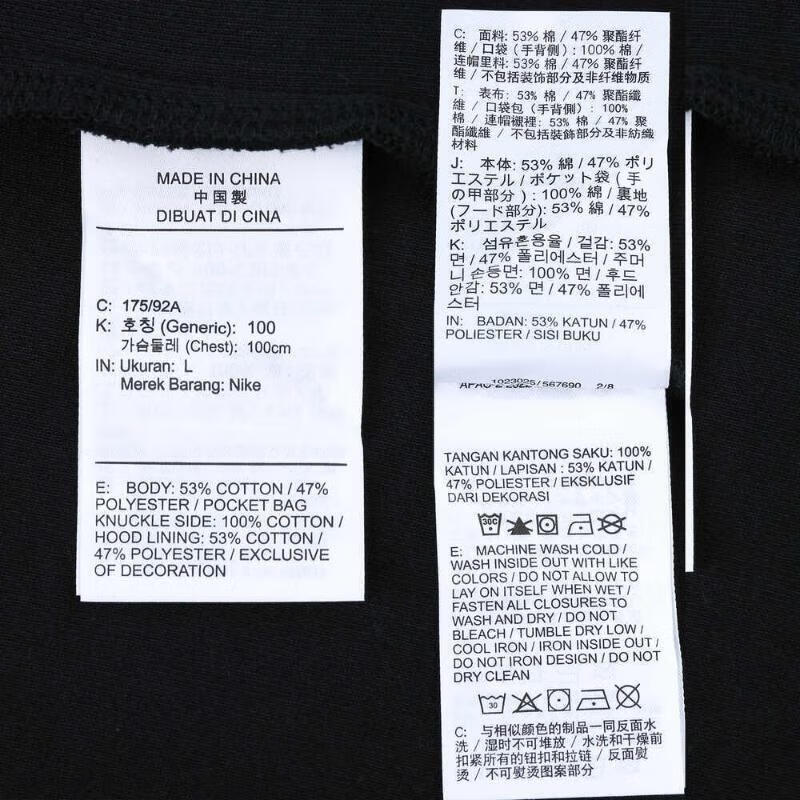 MADE IN CHINA
中国製
DIBUAT DI CINA
C: 175/92A
K: 호칭 (Generic): 100
가슴둘레 (Chest): 100cm
IN: Ukuran: L
Merek Barang: Nike
E: BODY: 53% COTTON / 47%
POLYESTER / POCKET BAG
KNUCKLE SIDE: 100% COTTON /
HOOD LINING: 53% COTTON /
47% POLYESTER / EXCLUSIVE
OF DECORATION
C: 面料: 53% 棉 / 47% 聚酯纤
维 / 口袋（手背侧）: 100% 棉 /
连帽里料: 53% 棉 / 47% 聚酯纤
维 / 不包括装饰部分及非纤维物质
T: 表布: 53% 棉 / 47% 聚酯纖
維 / 口袋包（手背側）: 100%
棉 / 連帽襯裡: 53% 棉 / 47% 聚
酯纖維 / 不包括裝飾部分及非紡織
材料
J: 本体: 53% 綿 / 47% ポリ
エステル / ポケット袋 ( 手
の甲部分 ) : 100% 綿 / 裏地
(フード部分): 53% 綿 / 47%
ポリエステル
K: 섬유혼용율 / 겉감: 53%
면 / 47% 폴리에스터 / 주머
니 손등면: 100% 면 / 후드
안감: 53% 면 / 47% 폴리에
스터
IN: BADAN: 53% KATUN / 47%
POLIESTER / SISI BUKU
1023025/567690 2/8
TANGAN KANTONG SAKU: 100%
KATUN / LAPISAN : 53% KATUN /
47% POLIESTER / EKSKLUSIF
DARI DEKORASI
30C
E: MACHINE WASH COLD /
WASH INSIDE OUT WITH LIKE
COLORS / DO NOT ALLOW TO
LAY ON ITSELF WHEN WET /
FASTEN ALL CLOSURES TO
WASH AND DRY / DO NOT
BLEACH / TUMBLE DRY LOW /
COOL IRON / IRON INSIDE OUT /
DO NOT IRON DESIGN / DO NOT
DRY CLEAN
30
C: 与相似颜色的制品一同反面水
洗 / 湿时不可堆放 / 水洗和干燥前
扣紧所有的钮扣和拉链 / 反面熨
烫 / 不可熨烫图案部分